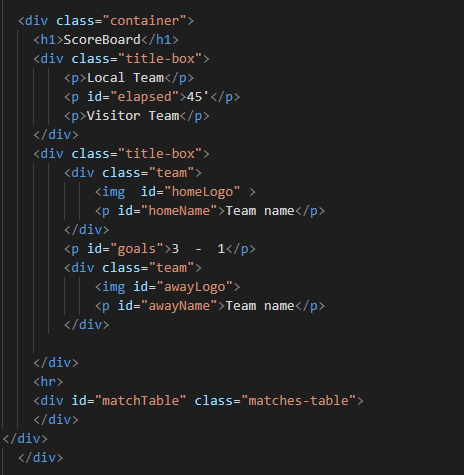 <div class="container">
<h1>ScoreBoard</h1>
<div class="title-box">
<p>Local Team</p>
<p id="elapsed">45'</p>
<p>Visitor Team</p>
</div>
<div class="title-box">
<div class="team">
<img  id="homeLogo" >
<p id="homeName">Team name</p>
</div>
<p id="goals">3  -  1</p>
<div class="team">
<img id="awayLogo">
<p id="awayName">Team name</p>
</div>
</div>
<hr>
<div id="matchTable" class="matches-table">
</div>
</div>
</div>